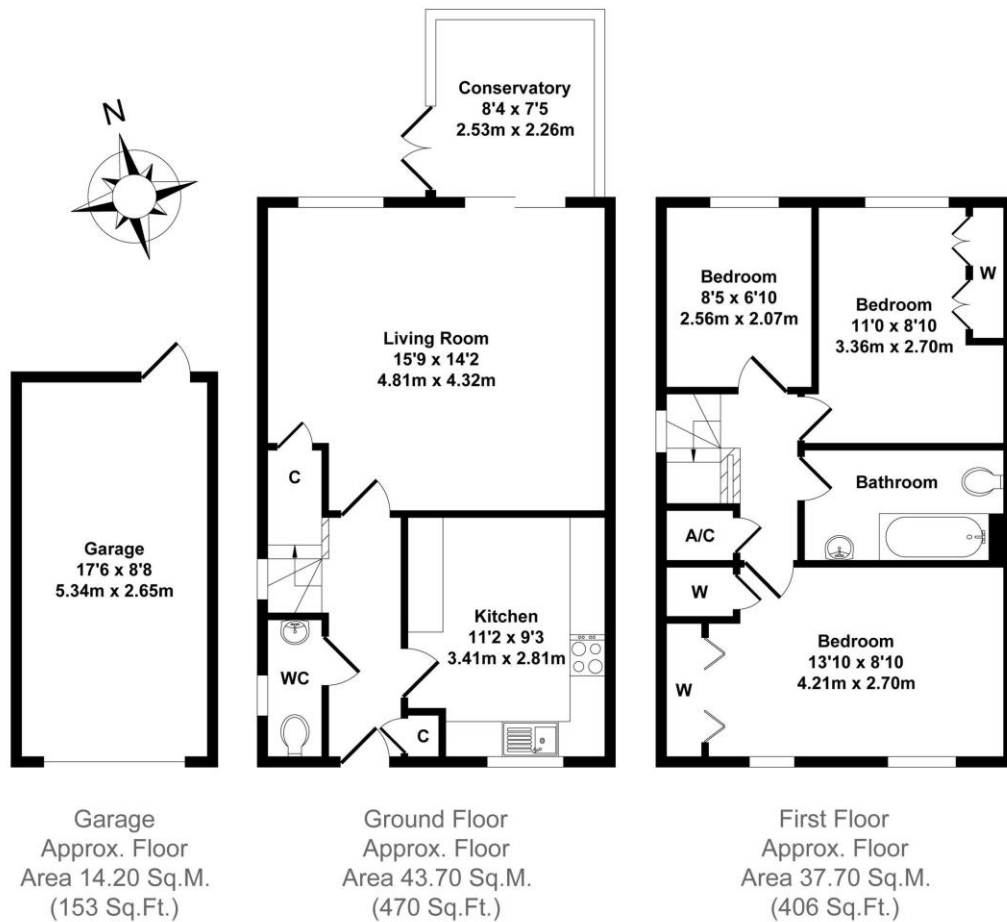 N
Conservatory
8'4 x 7'5
2.53m x 2.26m
Living Room
15'9 x 14'2
4.81m x 4.32m
C
Garage
17'6 x 8'8
5.34m x 2.65m
WC
Kitchen
11'2 x 9'3
3.41m x 2.81m
C
Bedroom
8'5 x 6'10
2.56m x 2.07m
Bedroom
11'0 x 8'10
3.36m x 2.70m
W
Bathroom
A/C
W
W
Bedroom
13'10 x 8'10
4.21m x 2.70m
Garage
Approx. Floor
Area 14.20 Sq.M.
(153 Sq.Ft.)
Ground Floor
Approx. Floor
Area 43.70 Sq.M.
(470 Sq.Ft.)
First Floor
Approx. Floor
Area 37.70 Sq.M.
(406 Sq.Ft.)